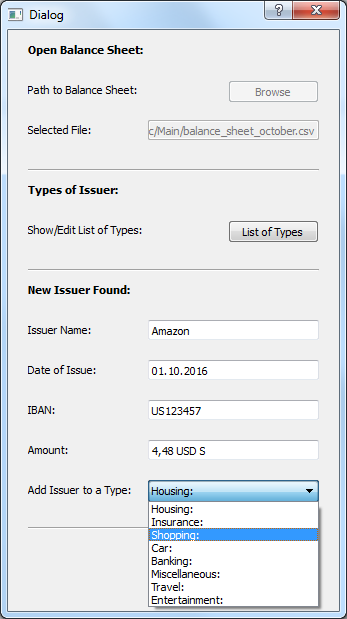 Dialog
Open Balance Sheet:
Path to Balance Sheet: Browse
Selected File: c/Main/balance_sheet_october.csv
Types of Issuer:
Show/Edit List of Types: List of Types
New Issuer Found:
Issuer Name: Amazon
Date of Issue: 01.10.2016
IBAN: US123457
Amount: 4,48 USD S
Add Issuer to a Type: Housing:
Housing:
Insurance:
Shopping:
Car:
Banking:
Miscellaneous:
Travel:
Entertainment: